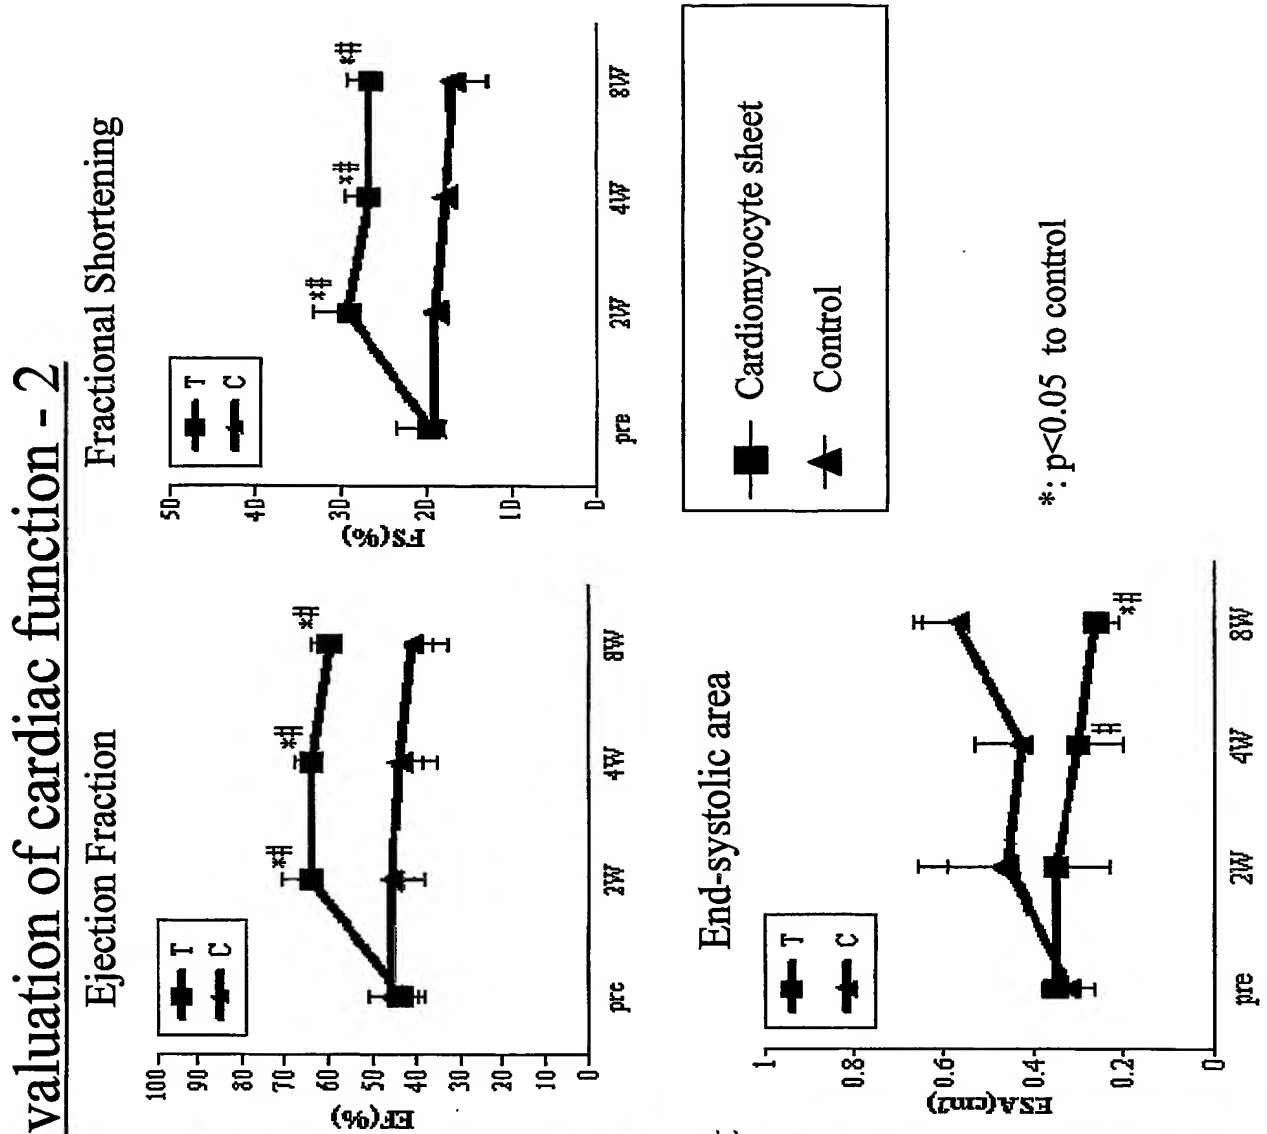 valuation of cardiac function - 2
Ejection Fraction
T
C
EF(%)
100
90
80
70
60
50
40
30
20
10
0
*#
*#
*#
pre
2W
4W
8W
Fractional Shortening
T
C
FS(%)
50
40
30
20
10
0
*#
*#
*#
pre
2W
4W
8W
End-systolic area
T
C
ESA(cm2)
1
0.8
0.6
0.4
0.2
0
#
*#
pre
2W
4W
8W
Cardiomyocyte sheet
Control
*: p<0.05 to control